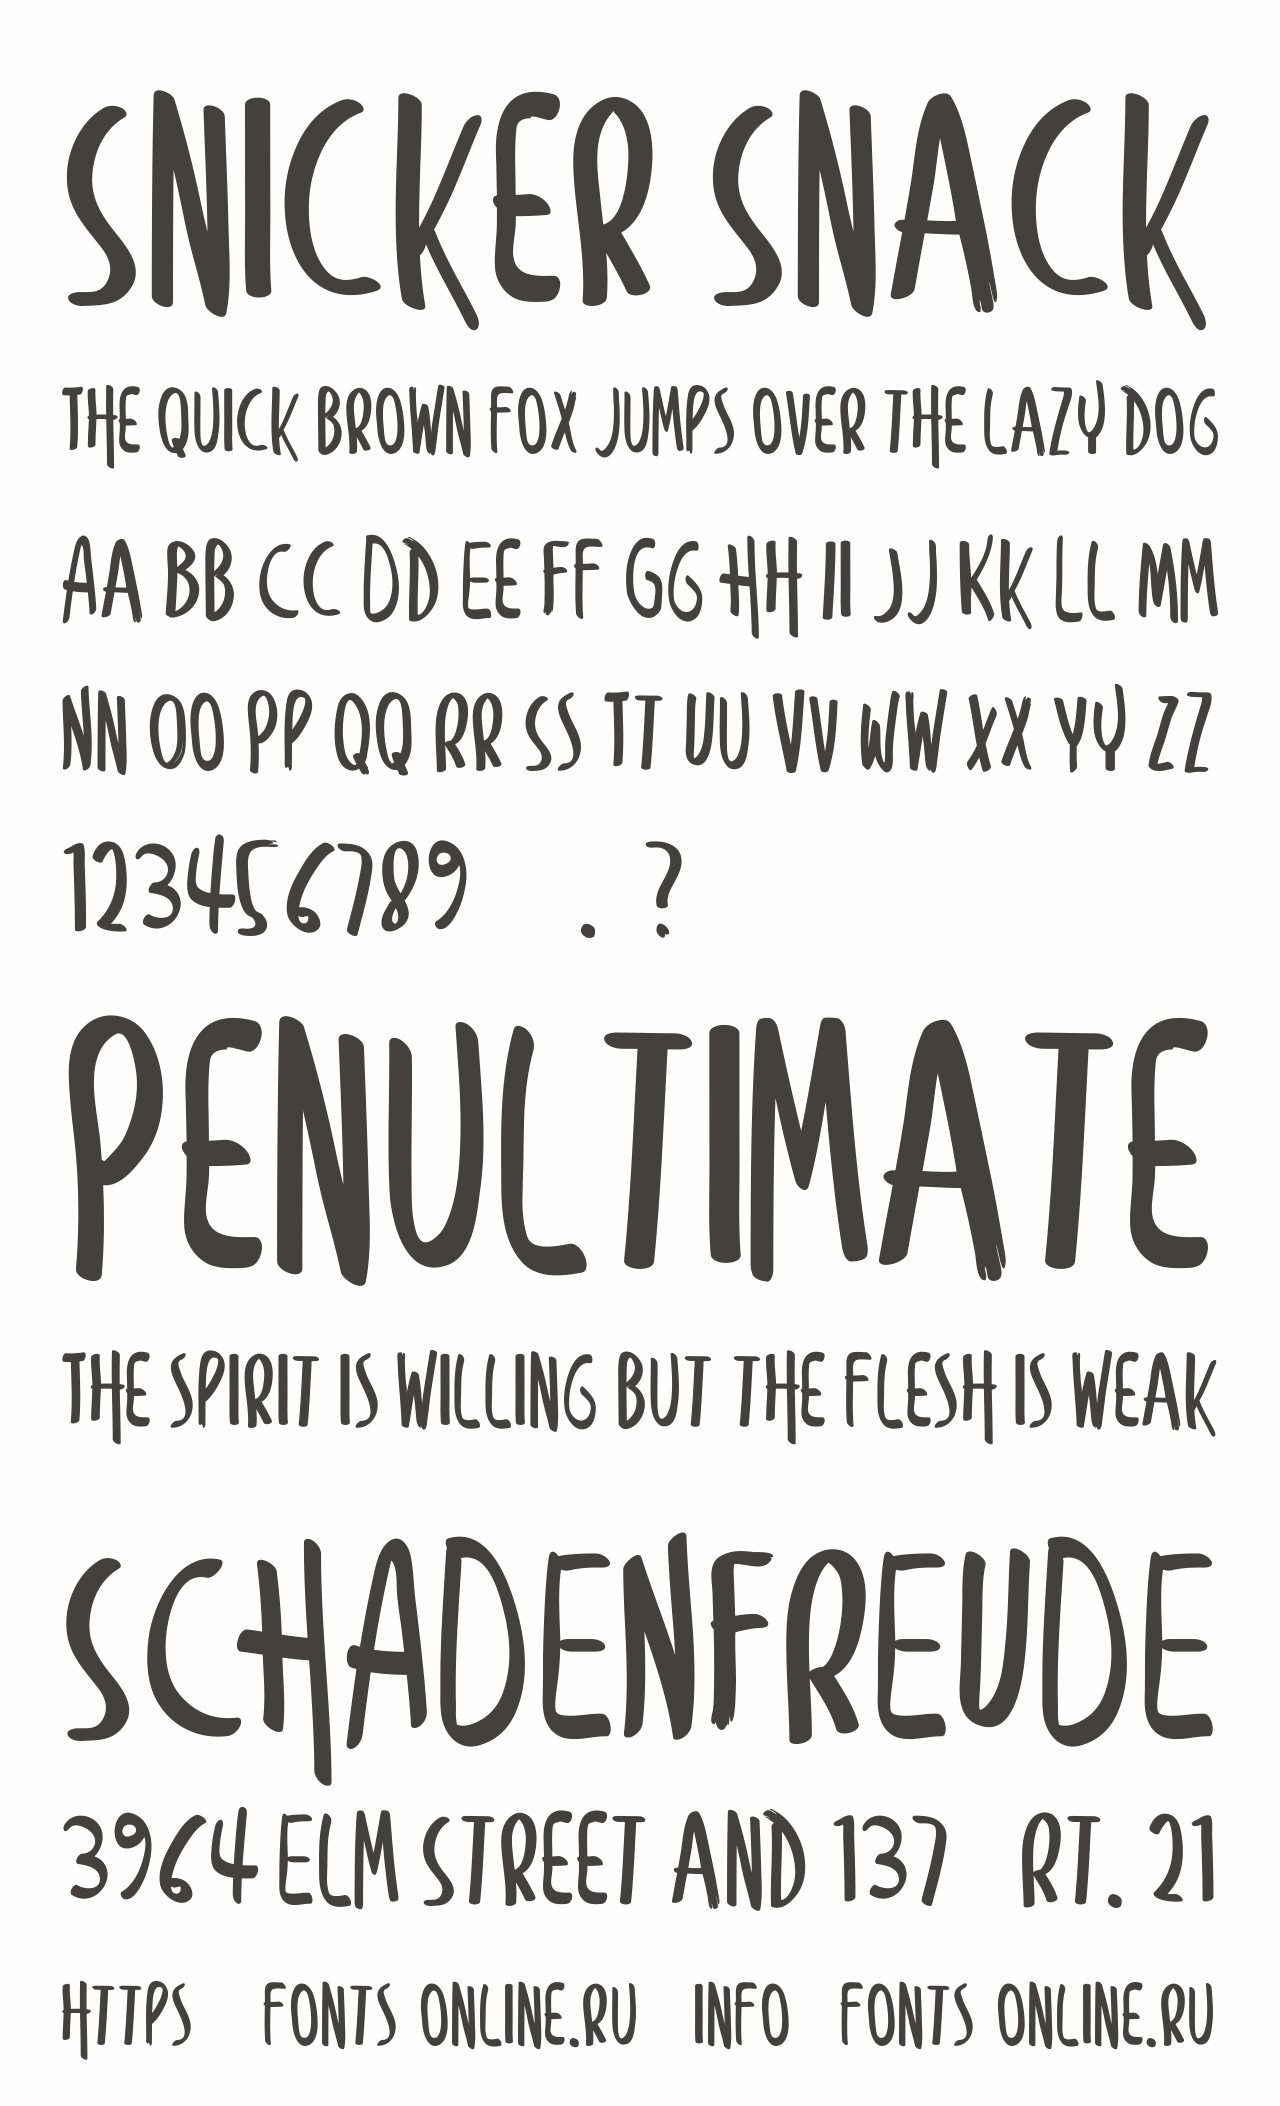 SNICKER SNACK
THE QUICK BROWN FOX JUMPS OVER THE LAZY DOG
AA BB CC DD EE FF GG HH II JJ KK LL MM
NN OO PP QQ RR SS TT UU VV WW XX YY ZZ
123456789 . ?
PENULTIMATE
THE SPIRIT IS WILLING BUT THE FLESH IS WEAK
SCHADENFREUDE
3964 ELM STREET AND 137 RT. 21
HTTPS FONTS ONLINE.RU INFO FONTS ONLINE.RU